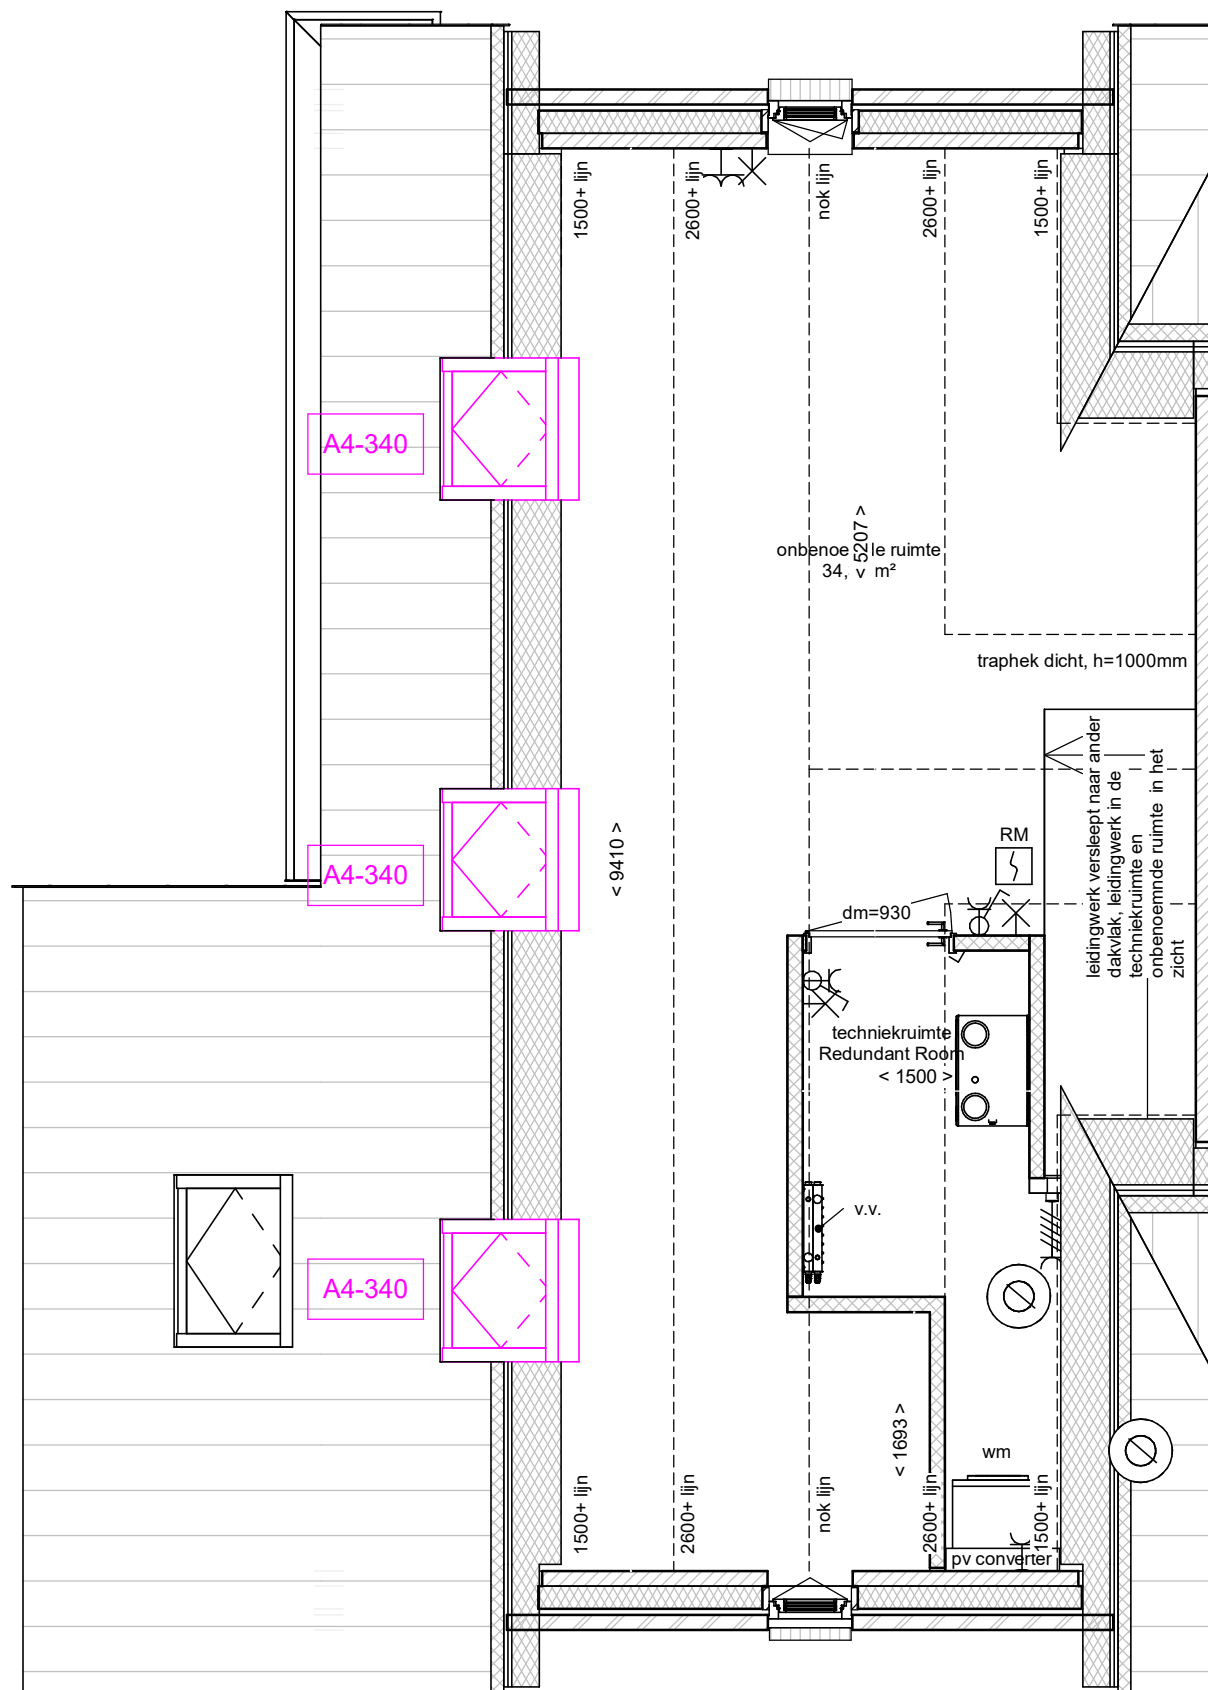 1500+ lijn
2600+ lijn
nok lijn
2600+ lijn
1500+ lijn
A4-340
< 5207 >
onbenoe le ruimte
34, m²
traphek dicht, h=1000mm
leidingwerk versleept naar ander
dakvlak, leidingwerk in de
techniekruimte en
onbenoemnde ruimte in het
zicht
RM
< 9410 >
A4-340
dm=930
techniekruimte
Redundant Room
< 1500 >
v.v.
A4-340
< 1693 >
wm
1500+ lijn
2600+ lijn
nok lijn
2600+ lijn
1500+ lijn
pv converter